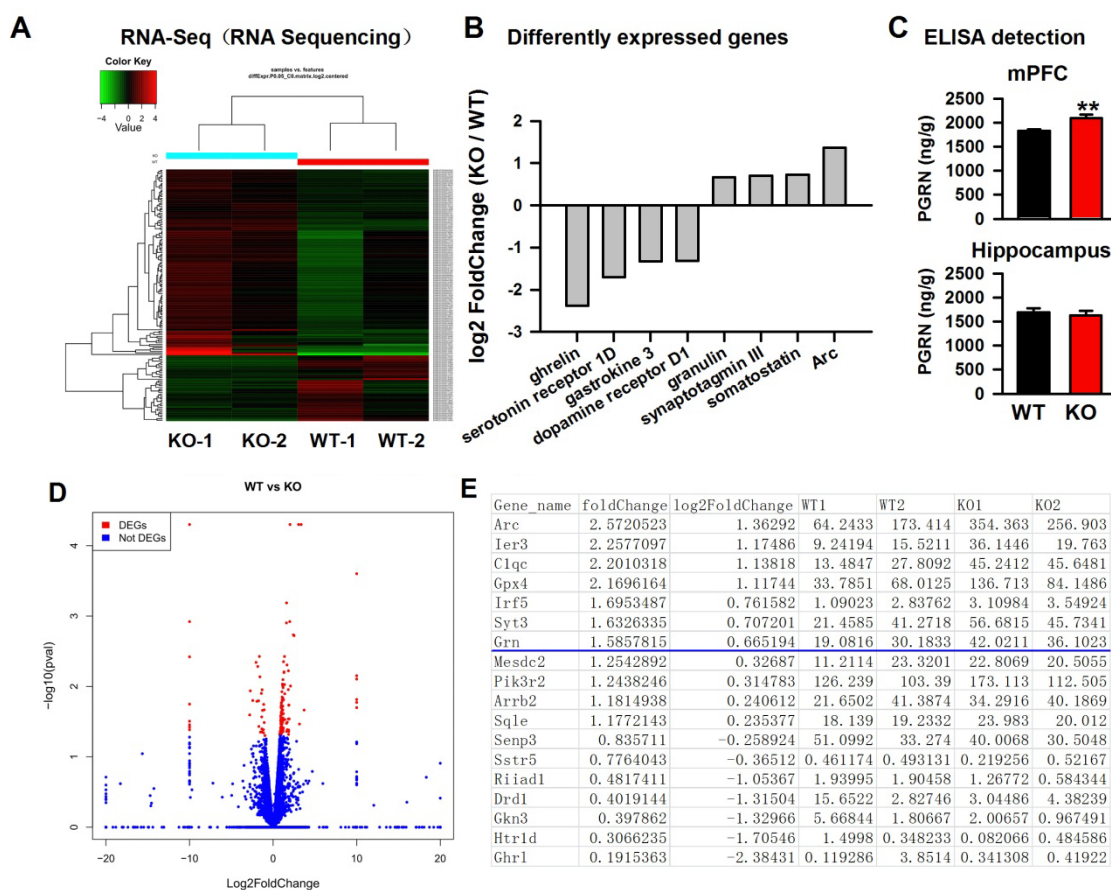 A
RNA-Seq（RNA Sequencing）
Color Key
-4 0 2 4
Value
samples vs. features
diffExpr.P0.05_C0.matrix.log2.centered
KO-1 KO-2 WT-1 WT-2
B Differently expressed genes
log2 FoldChange (KO / WT)
2
1
0
-1
-2
-3
ghrelin
serotonin receptor 1D
gastrokine 3
dopamine receptor D1
granulin
synaptotagmin III
somatostatin
Arc
C ELISA detection
mPFC
PGRN (ng/g)
2500
2000
1500
1000
500
0
**
Hippocampus
PGRN (ng/g)
2500
2000
1500
1000
500
0
WT KO
D
WT vs KO
DEGs
Not DEGs
−log10(pval)
4
3
2
1
0
−20 −10 0 10 20
Log2FoldChange
E
Gene_name foldChange log2FoldChange WT1 WT2 KO1 KO2
Arc 2.5720523 1.36292 64.2433 173.414 354.363 256.903
Ier3 2.2577097 1.17486 9.24194 15.5211 36.1446 19.763
C1qc 2.2010318 1.13818 13.4847 27.8092 45.2412 45.6481
Gpx4 2.1696164 1.11744 33.7851 68.0125 136.713 84.1486
Irf5 1.6953487 0.761582 1.09023 2.83762 3.10984 3.54924
Syt3 1.6326335 0.707201 21.4585 41.2718 56.6815 45.7341
Grn 1.5857815 0.665194 19.0816 30.1833 42.0211 36.1023
Mesdc2 1.2542892 0.32687 11.2114 23.3201 22.8069 20.5055
Pik3r2 1.2438246 0.314783 126.239 103.39 173.113 112.505
Arrb2 1.1814938 0.240612 21.6502 41.3874 34.2916 40.1869
Sqle 1.1772143 0.235377 18.139 19.2332 23.983 20.012
Senp3 0.835711 -0.258924 51.0992 33.274 40.0068 30.5048
Sstr5 0.7764043 -0.36512 0.461174 0.493131 0.219256 0.52167
Riiad1 0.4817411 -1.05367 1.93995 1.90458 1.26772 0.584344
Drd1 0.4019144 -1.31504 15.6522 2.82746 3.04486 4.38239
Gkn3 0.397862 -1.32966 5.66844 1.80667 2.00657 0.967491
Htr1d 0.3066235 -1.70546 1.4998 0.348233 0.082066 0.484586
Ghrl 0.1915363 -2.38431 0.119286 3.8514 0.341308 0.41922